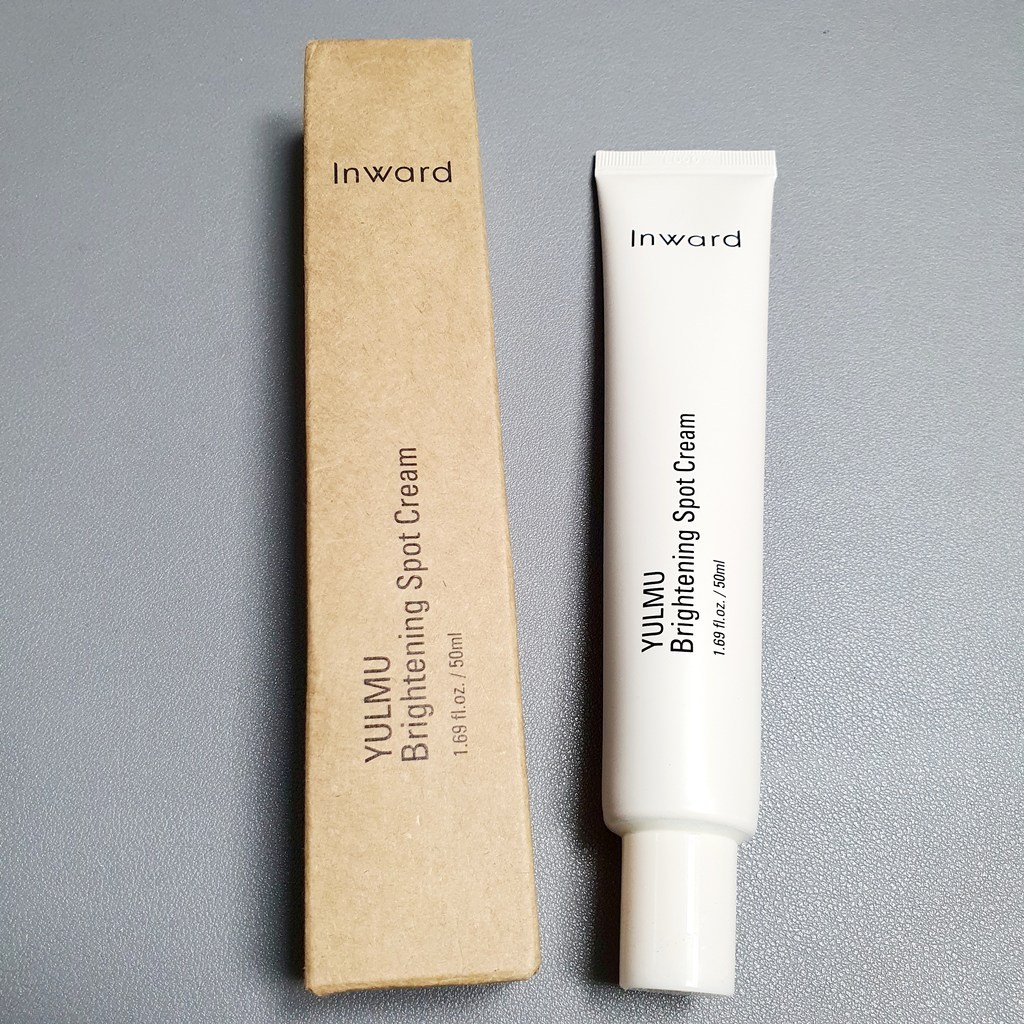 Inward
YULMU
Brightening Spot Cream
1.69 fl.oz. / 50ml
Inward
YULMU
Brightening Spot Cream
1.69 fl.oz. / 50ml